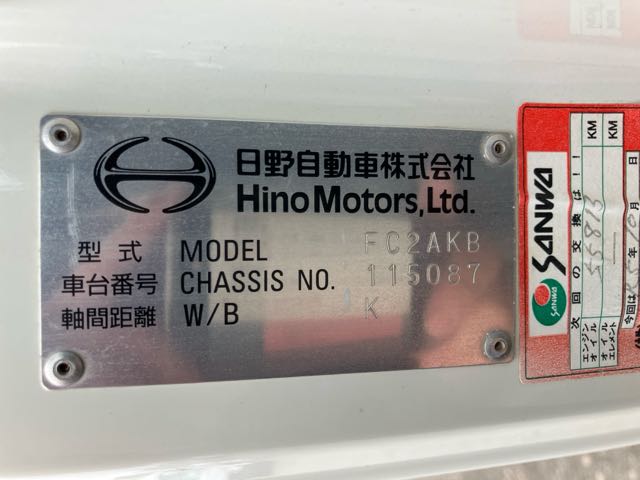 日野自動車株式会社
Hino Motors, Ltd.
型式 MODEL FC2AKB
車台番号 CHASSIS NO. 115087
軸間距離 W/B K
SANWA
SANWA
次回の交換は!!
エンジンオイル KM
オイルエレメント KM
今回は 年 月 日